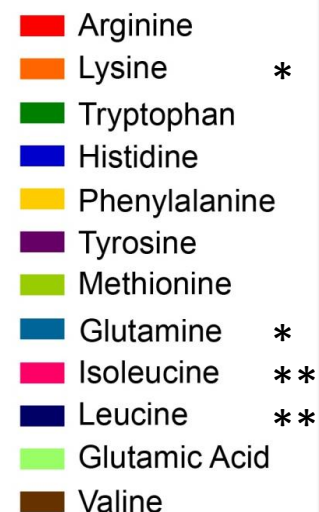 Arginine
Lysine *
Tryptophan
Histidine
Phenylalanine
Tyrosine
Methionine
Glutamine *
Isoleucine **
Leucine **
Glutamic Acid
Valine